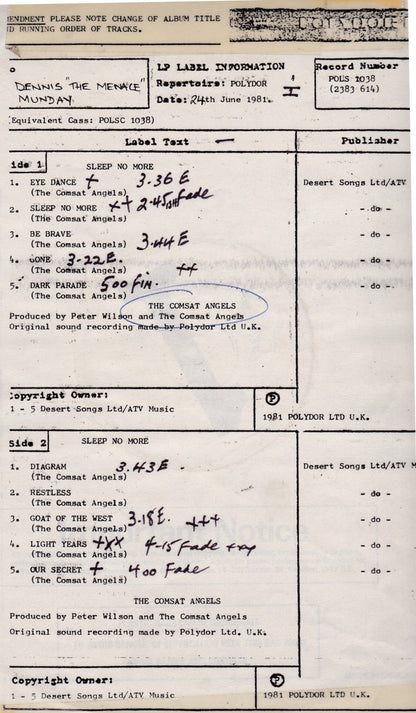 ENDMENT PLEASE NOTE CHANGE OF ALBUM TITLE
D RUNNING ORDER OF TRACKS.
POLYDOR
o
DENNIS "THE MENACE"
MUNDAY
LP LABEL INFORMATION
Repertoire: POLYDOR
Date: 24th June 1981.
I
Record Number
POLS 1038
(2383 614)
(Equivalent Cass: POLSC 1038)
Label Text
Publisher
ide 1
SLEEP NO MORE
1. EYE DANCE + 3.36 E
(The Comsat Angels)
Desert Songs Ltd/ATV
2. SLEEP NO MORE ++ 2.45 Fade
(The Comsat Angels)
- do -
3. BE BRAVE 3.44 E
(The Comsat Angels)
- do -
4. GONE 3.22 E.
(The Comsat Angels) ++
- do -
5. DARK PARADE 500 Fin.
(The Comsat Angels)
- do -
THE COMSAT ANGELS
Produced by Peter Wilson and The Comsat Angels
Original sound recording made by Polydor Ltd U.K.
opyright Owner:
1 - 5 Desert Songs Ltd/ATV Music
Ⓟ
1981 POLYDOR LTD U.K.
Side 2
SLEEP NO MORE
1. DIAGRAM 3.43 E .
(The Comsat Angels)
Desert Songs Ltd/ATV M
2. RESTLESS
(The Comsat Angels)
- do -
3. GOAT OF THE WEST 3.18 E. +++
(The Comsat Angels)
- do -
4. LIGHT YEARS +xx 4-15 Fade
(The Comsat Angels)
- do -
5. OUR SECRET + 400 Fade
(The Comsat Angels)
- do -
THE COMSAT ANGELS
Produced by Peter Wilson and The Comsat Angels
Original sound recording made by Polydor Ltd. U.K.
Copyright Owner:
1 - 5 Desert Songs Ltd/ATV Music
Ⓟ
1981 POLYDOR LTD U.K.